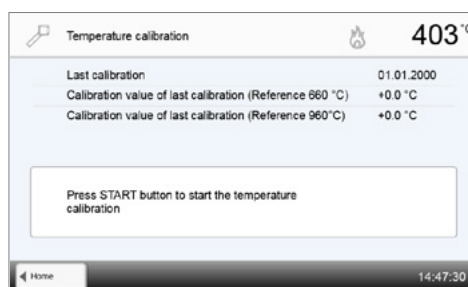 Temperature calibration 403 °C
Last calibration 01.01.2000
Calibration value of last calibration (Reference 660 °C) +0.0 °C
Calibration value of last calibration (Reference 960°C) +0.0 °C
Press START button to start the temperature
calibration
Home 14:47:30